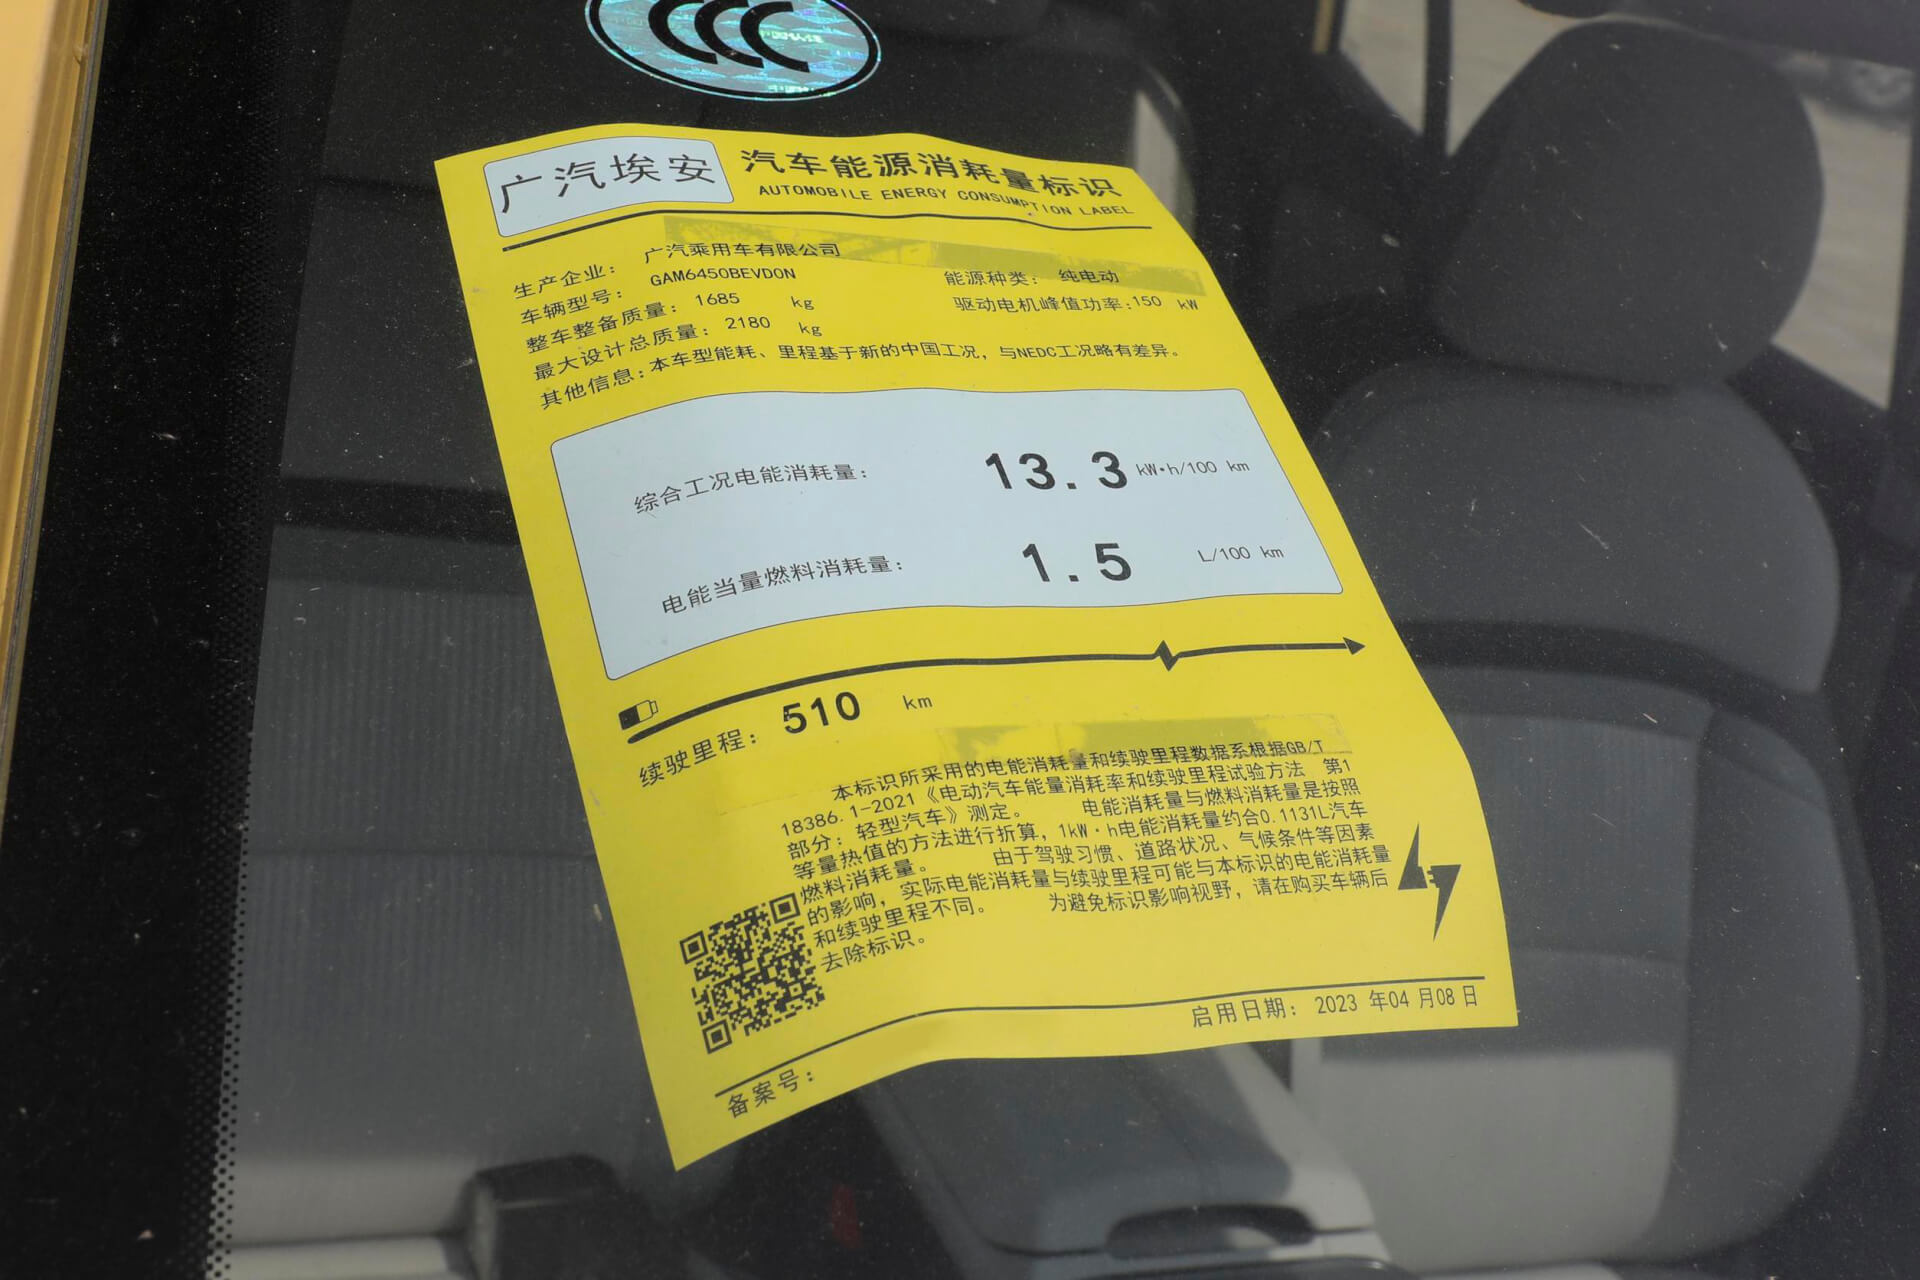 CCC
广汽埃安
汽车能源消耗量标识
AUTOMOBILE ENERGY CONSUMPTION LABEL
生产企业： 广汽乘用车有限公司
车辆型号： GAM6450BEVD0N 能源种类： 纯电动
整车整备质量： 1685 kg 驱动电机峰值功率：150 kW
最大设计总质量： 2180 kg
其他信息：本车型能耗、里程基于新的中国工况，与NEDC工况略有差异。
综合工况电能消耗量： 13.3 kW·h/100 km
电能当量燃料消耗量： 1.5 L/100 km
续驶里程： 510 km
本标识所采用的电能消耗量和续驶里程数据系根据GB/T
18386.1-2021《电动汽车能量消耗率和续驶里程试验方法 第1
部分：轻型汽车》测定。 电能消耗量与燃料消耗量是按照
等量热值的方法进行折算，1kW·h电能消耗量约合0.1131L汽车
燃料消耗量。 由于驾驶习惯、道路状况、气候条件等因素
的影响，实际电能消耗量与续驶里程可能与本标识的电能消耗量
和续驶里程不同。 为避免标识影响视野，请在购买车辆后
去除标识。
启用日期： 2023 年04 月08 日
备案号：